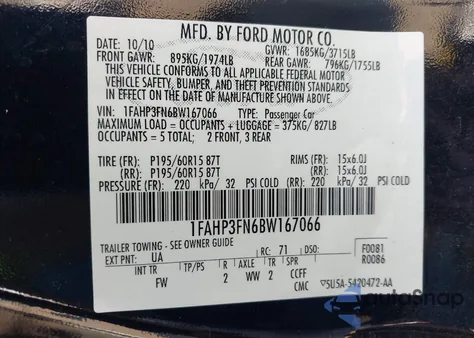 MFD. BY FORD MOTOR CO.
10/10 GVWR: 1685KG/3715LB
FRONT GAWR: 895KG/1974LB REAR GAWR: 796KG/1755LB
THIS VEHICLE CONFORMS TO ALL APPLICABLE FEDERAL MOTOR
VEHICLE SAFETY, BUMPER, AND THEFT PREVENTION STANDARDS
IN EFFECT ON THE DATE OF MANUFACTURE SHOWN ABOVE.
VIN: 1FAHP3FN6BW167066 TYPE: Passenger Car
MAXIMUM LOAD = OCCUPANTS + LUGGAGE = 375KG/827LB
OCCUPANTS = 5 TOTAL; 2 FRONT, 3 REAR
TIRE (FR): P195/60R15 87T RIMS (FR): 15x6.0J
TIRE (RR): P195/60R15 87T (RR): 15x6.0J
PRESSURE (FR): 220 kPa/ 32 PSI COLD (RR): 220 kPa/ 32 PSI COLD
1FAHP3FN6BW167066
TRAILER TOWING - SEE OWNER GUIDE
EXT PNT: UA RC: 71 DSO: F0081
R0086
INT TR TP R AXLE TR SPR
FW 2 WW 2 CCFF
CMC 5U5A-5420472-AA
autoSnap